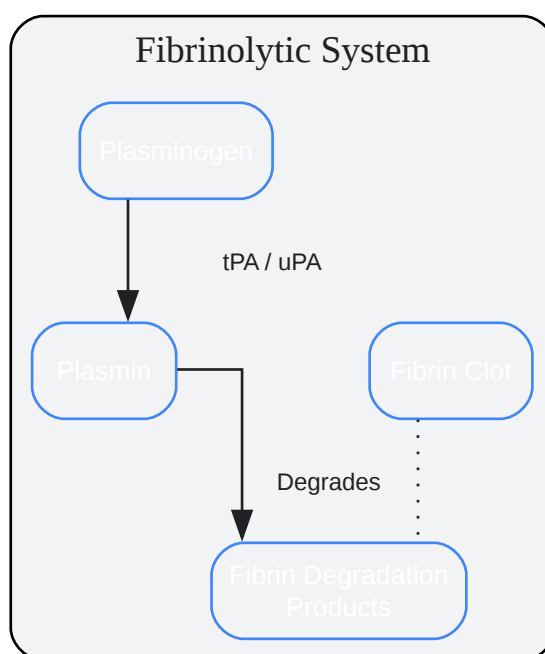 Fibrinolytic System
Plasminogen
tPA / uPA
Plasmin
Fibrin Clot
Degrades
Fibrin Degradation
Products